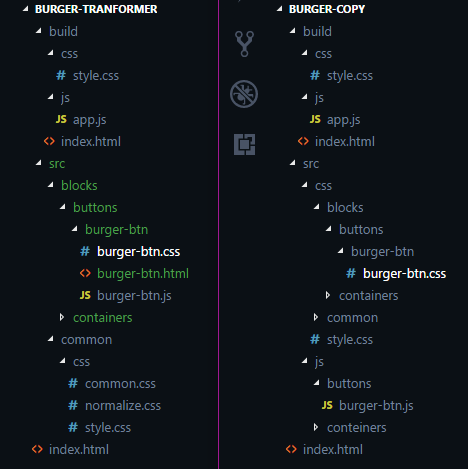 BURGER-TRANFORMER
build
css
# style.css
js
JS app.js
<> index.html
src
blocks
buttons
burger-btn
# burger-btn.css
<> burger-btn.html
JS burger-btn.js
containers
common
css
# common.css
# normalize.css
# style.css
<> index.html
BURGER-COPY
build
css
# style.css
js
JS app.js
<> index.html
src
css
blocks
buttons
burger-btn
# burger-btn.css
containers
common
# style.css
js
buttons
JS burger-btn.js
conteiners
<> index.html